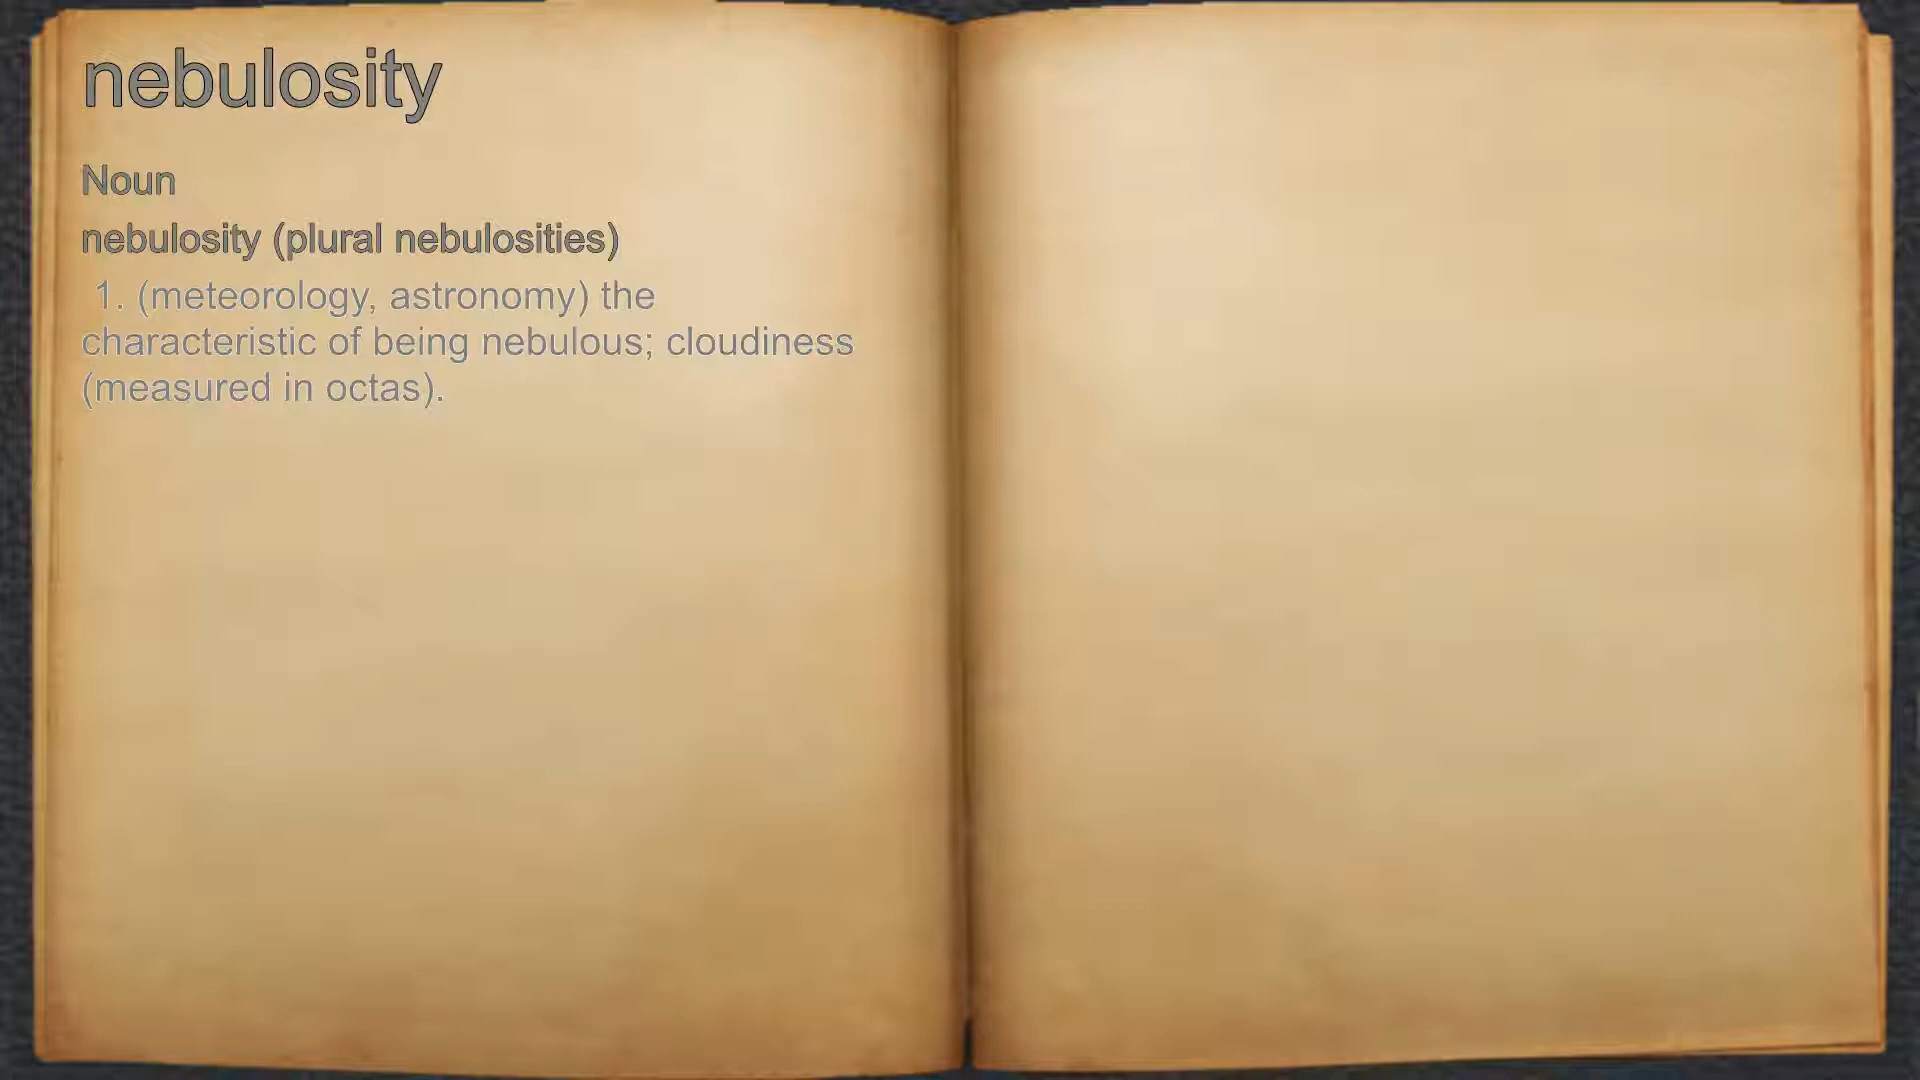 nebulosity
Noun
nebulosity (plural nebulosities)
1. (meteorology, astronomy) the
characteristic of being nebulous; cloudiness
(measured in octas).